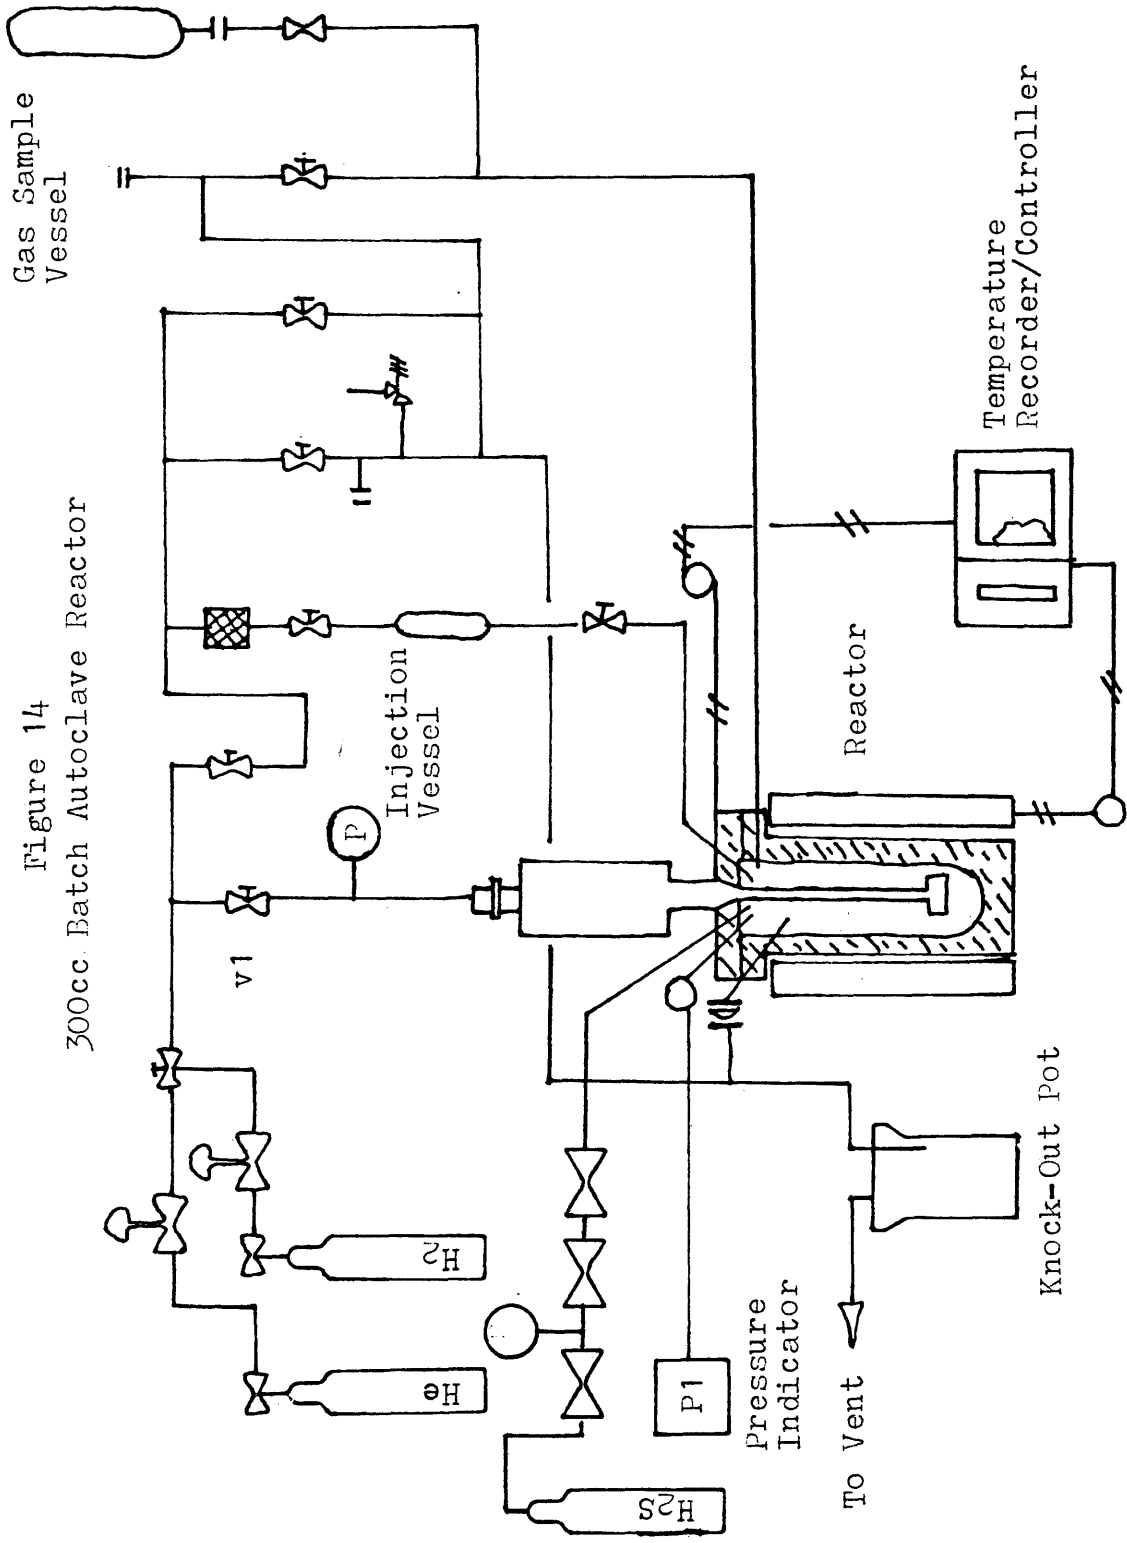 Figure 14
300cc Batch Autoclave Reactor
Gas Sample
Vessel
v1
P
Injection
Vessel
He
H₂
H₂S
P1
Pressure
Indicator
To Vent
Knock-Out Pot
Reactor
Temperature
Recorder/Controller